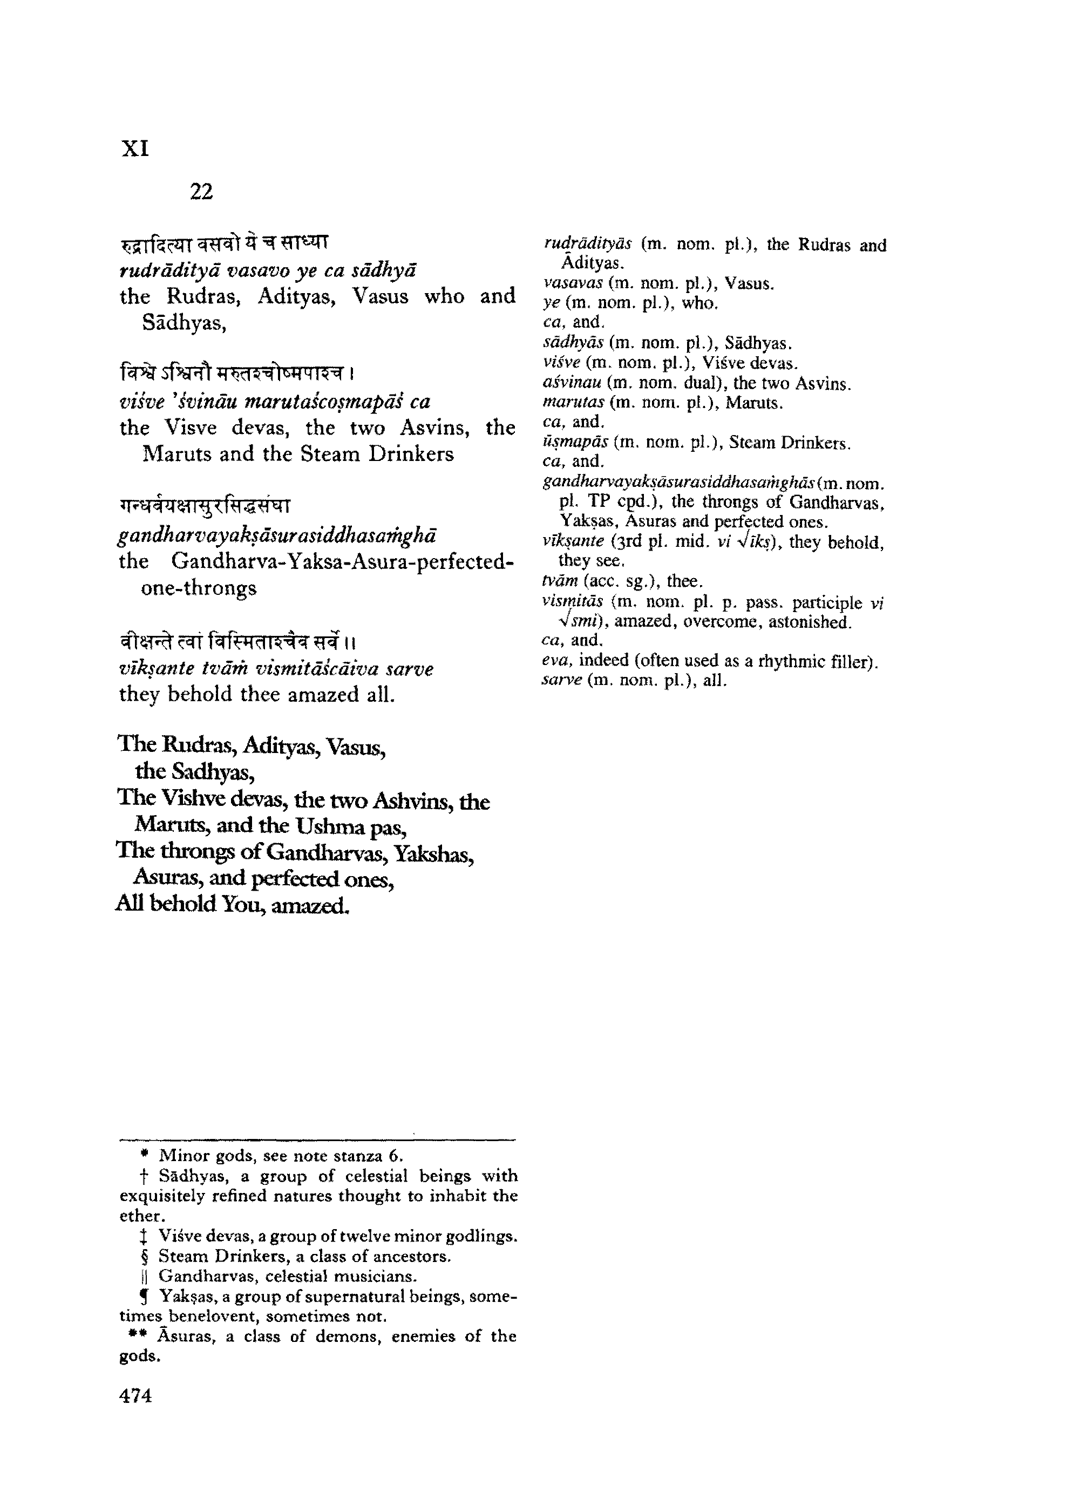 XI
22
रुद्रादित्या वसवो ये च साध्या
rudrādityā vasavo ye ca sādhyā
the Rudras, Adityas, Vasus who and
Sādhyas,
विश्वे ऽश्विनौ मरुतश्चोष्मपाश्च ।
viśve 'śvināu marutaścoṣmapāś ca
the Visve devas, the two Asvins, the
Maruts and the Steam Drinkers
गन्धर्वयक्षासुरसिद्धसंघा
gandharvayakṣāsurasiddhasaṁghā
the Gandharva-Yaksa-Asura-perfected-
one-throngs
वीक्षन्ते त्वां विस्मिताश्चैव सर्वे ।।
vīkṣante tvāṁ vismitāścāiva sarve
they behold thee amazed all.
The Rudras, Adityas, Vasus,
the Sadhyas,
The Vishve devas, the two Ashvins, the
Maruts, and the Ushma pas,
The throngs of Gandharvas, Yakshas,
Asuras, and perfected ones,
All behold You, amazed.
rudrādityās (m. nom. pl.), the Rudras and
Ādityas.
vasavas (m. nom. pl.), Vasus.
ye (m. nom. pl.), who.
ca, and.
sādhyās (m. nom. pl.), Sādhyas.
viśve (m. nom. pl.), Viśve devas.
aśvinau (m. nom. dual), the two Asvins.
marutas (m. nom. pl.), Maruts.
ca, and.
ūṣmapās (m. nom. pl.), Steam Drinkers.
ca, and.
gandharvayakṣāsurasiddhasaṁghās (m. nom.
pl. TP cpd.), the throngs of Gandharvas,
Yakṣas, Asuras and perfected ones.
vīkṣante (3rd pl. mid. vi √īkṣ), they behold,
they see.
tvām (acc. sg.), thee.
vismitās (m. nom. pl. p. pass. participle vi
√smi), amazed, overcome, astonished.
ca, and.
eva, indeed (often used as a rhythmic filler).
sarve (m. nom. pl.), all.
* Minor gods, see note stanza 6.
† Sādhyas, a group of celestial beings with
exquisitely refined natures thought to inhabit the
ether.
‡ Viśve devas, a group of twelve minor godlings.
§ Steam Drinkers, a class of ancestors.
|| Gandharvas, celestial musicians.
¶ Yakṣas, a group of supernatural beings, some-
times benelovent, sometimes not.
** Āsuras, a class of demons, enemies of the
gods.
474